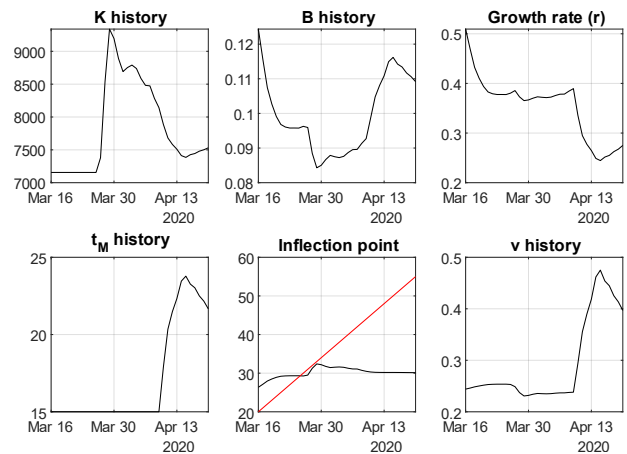 K history
9000
8500
8000
7500
7000
Mar 16 Mar 30 Apr 13
2020
B history
0.12
0.11
0.1
0.09
0.08
Mar 16 Mar 30 Apr 13
2020
Growth rate (r)
0.5
0.4
0.3
0.2
Mar 16 Mar 30 Apr 13
2020
t_M history
25
20
15
Mar 16 Mar 30 Apr 13
2020
Inflection point
60
50
40
30
20
Mar 16 Mar 30 Apr 13
2020
v history
0.5
0.4
0.3
0.2
Mar 16 Mar 30 Apr 13
2020